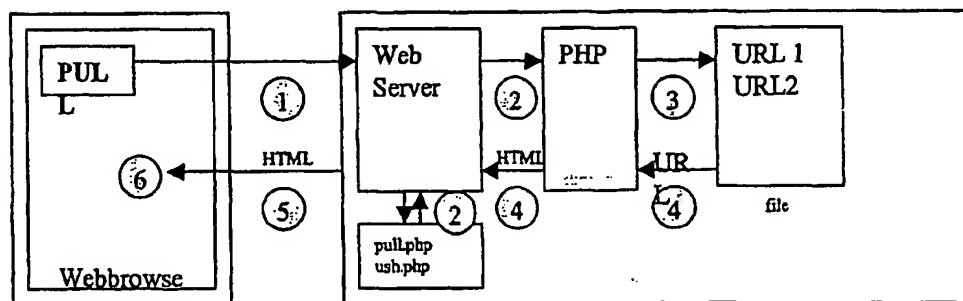 PUL
L
1
HTML
6
5
Webbrowse
Web
Server
2
HTML
4
2
pull.php
ush.php
PHP
3
UR
L
4
URL 1
URL2
file